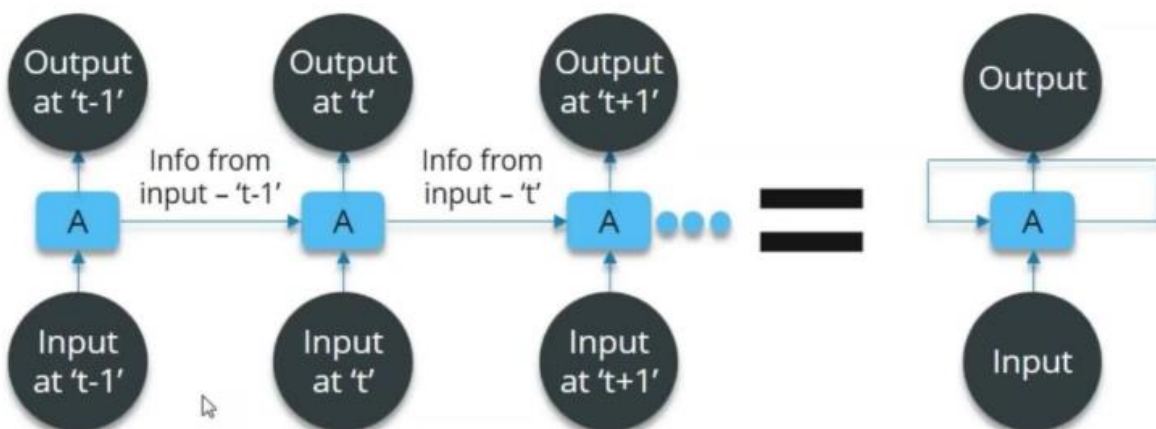 Output
at ‘t-1’
Output
at ‘t’
Output
at ‘t+1’
Output
Info from
input – ‘t-1’
Info from
input – ‘t’
A
A
A
A
Input
at ‘t-1’
Input
at ‘t’
Input
at ‘t+1’
Input